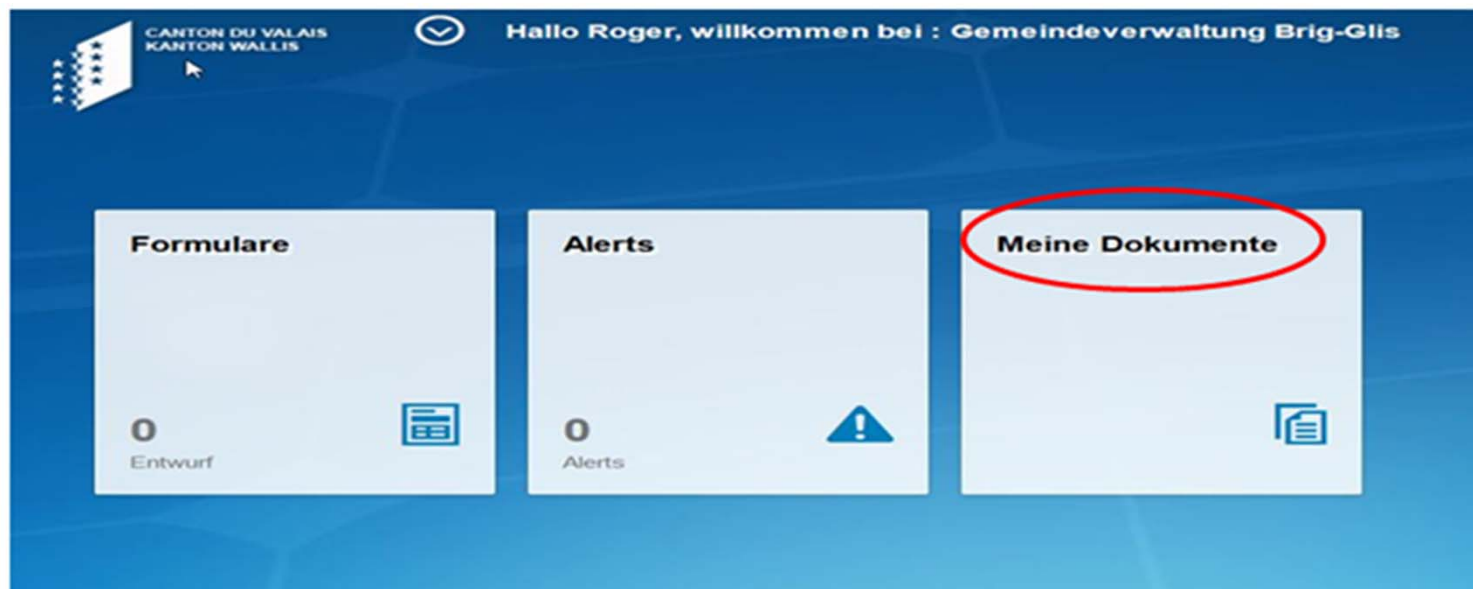 CANTON DU VALAIS
KANTON WALLIS
Hallo Roger, willkommen bei : Gemeindeverwaltung Brig-Glis
Formulare
0
Entwurf
Alerts
0
Alerts
Meine Dokumente